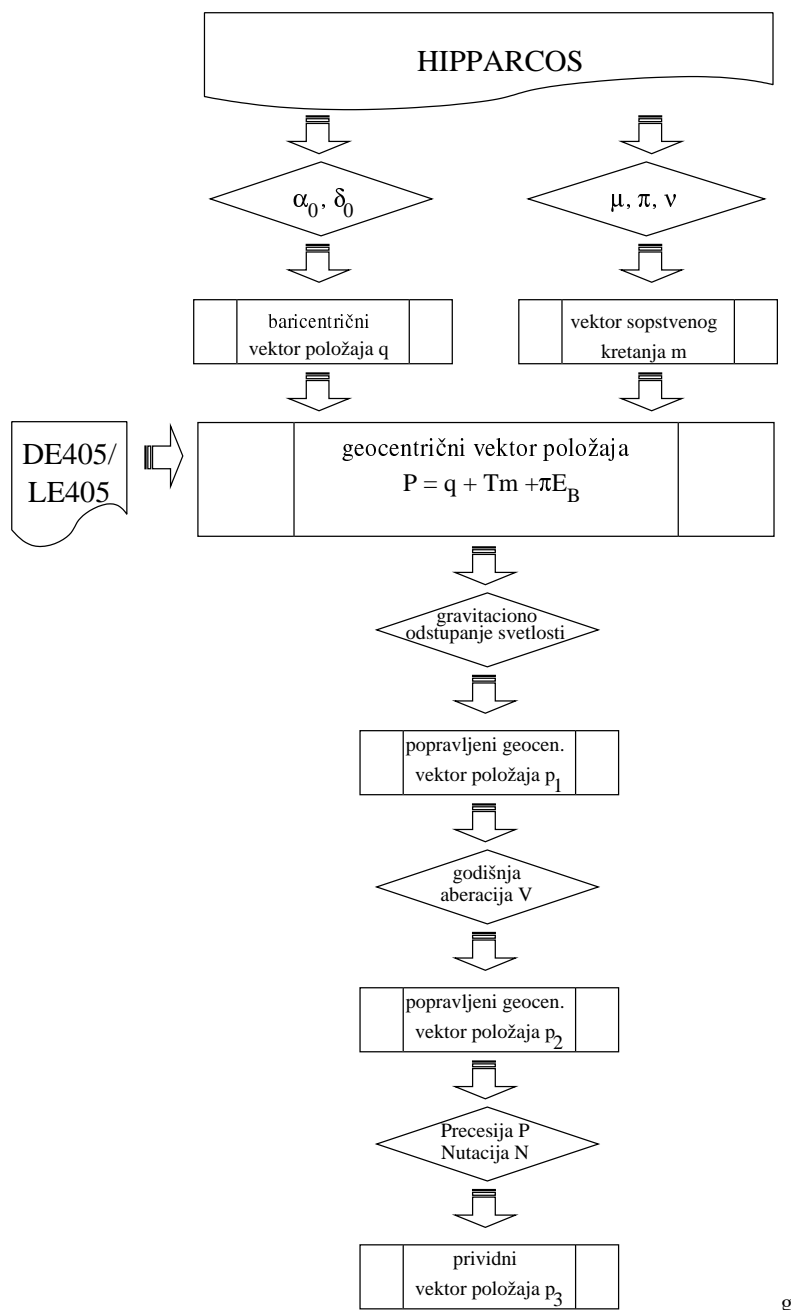 HIPPARCOS
α₀, δ₀
μ, π, ν
baricentrični
vektor položaja q
vektor sopstvenog
kretanja m
DE405/
LE405
geocentrični vektor položaja
P = q + Tm +πE_B
gravitaciono
odstupanje svetlosti
popravljeni geocen.
vektor položaja p₁
godišnja
aberacija V
popravljeni geocen.
vektor položaja p₂
Precesija P
Nutacija N
prividni
vektor položaja p₃
g